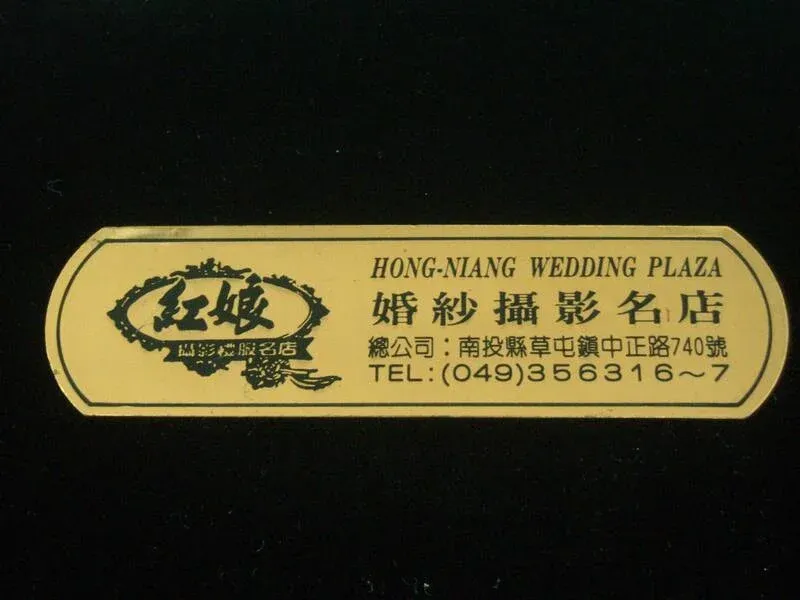 紅娘
攝影禮服名店
HONG-NIANG WEDDING PLAZA
婚紗攝影名店
總公司：南投縣草屯鎮中正路740號
TEL:(049)356316～7